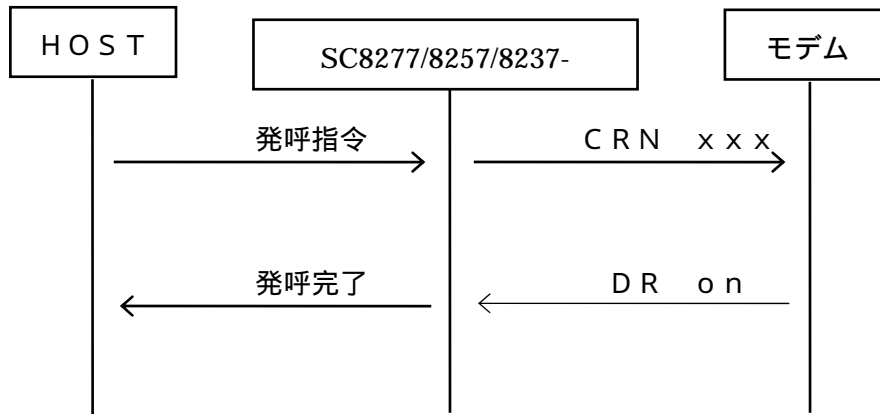 ＨＯＳＴ
SC8277/8257/8237-
モデム
発呼指令
ＣＲＮ　ｘｘｘ
発呼完了
ＤＲ　ｏｎ